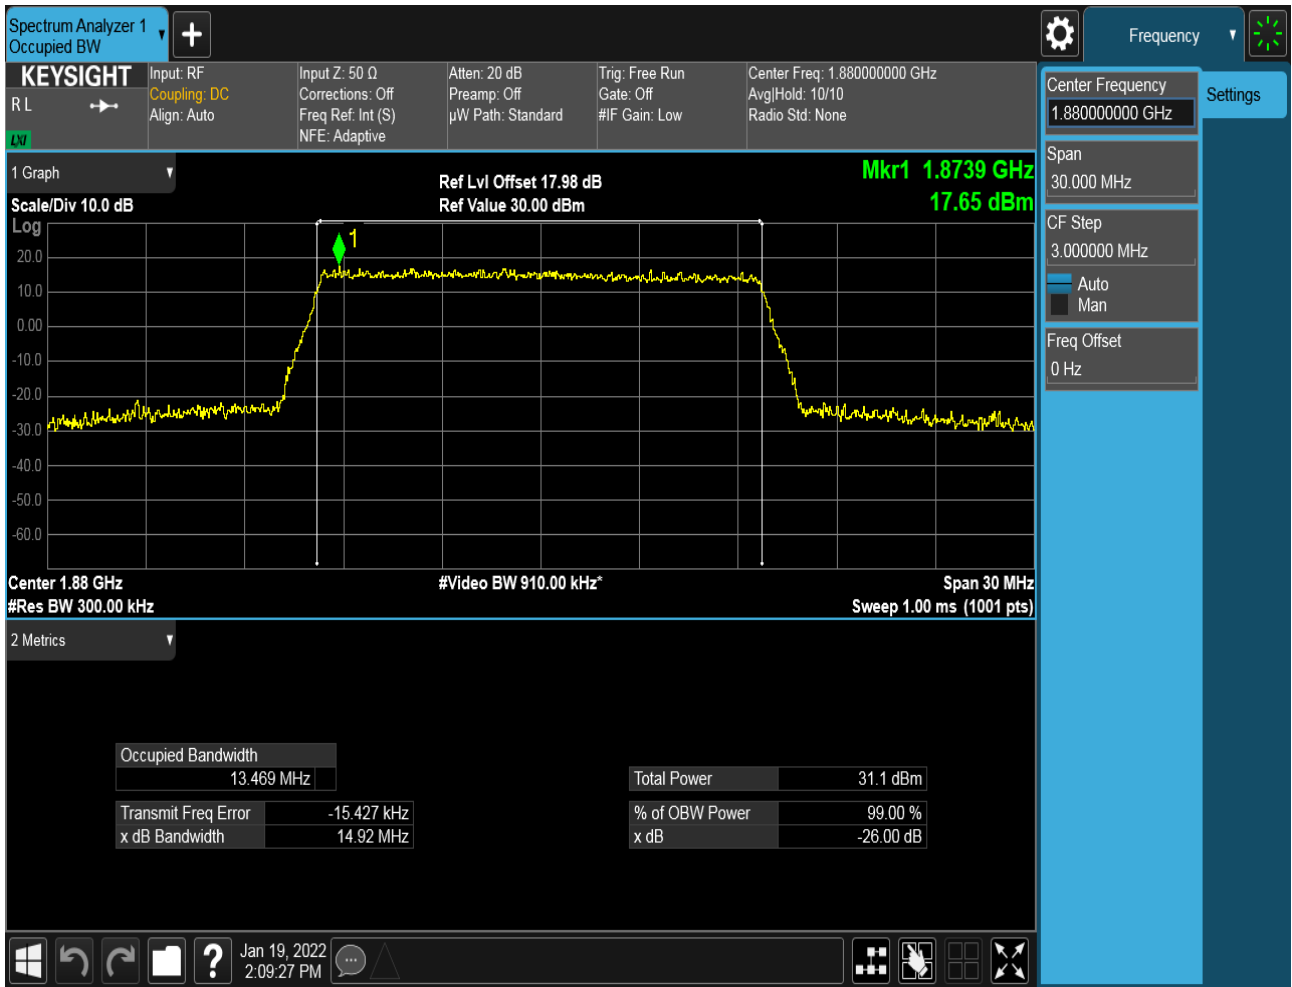 Spectrum Analyzer 1
Occupied BW
Frequency
KEYSIGHT
R L
LXI
Input: RF
Coupling: DC
Align: Auto
Input Z: 50 Ω
Corrections: Off
Freq Ref: Int (S)
NFE: Adaptive
Atten: 20 dB
Preamp: Off
µW Path: Standard
Trig: Free Run
Gate: Off
#IF Gain: Low
Center Freq: 1.880000000 GHz
Avg|Hold: 10/10
Radio Std: None
Center Frequency
1.880000000 GHz
Settings
Span
30.000 MHz
CF Step
3.000000 MHz
Auto
Man
Freq Offset
0 Hz
1 Graph
Scale/Div 10.0 dB
Ref Lvl Offset 17.98 dB
Ref Value 30.00 dBm
Mkr1 1.8739 GHz
17.65 dBm
Log
1
20.0
10.0
0.00
-10.0
-20.0
-30.0
-40.0
-50.0
-60.0
Center 1.88 GHz
#Video BW 910.00 kHz*
Span 30 MHz
#Res BW 300.00 kHz
Sweep 1.00 ms (1001 pts)
2 Metrics
Occupied Bandwidth
13.469 MHz
Total Power 31.1 dBm
Transmit Freq Error -15.427 kHz
% of OBW Power 99.00 %
x dB Bandwidth 14.92 MHz
x dB -26.00 dB
?
Jan 19, 2022
2:09:27 PM